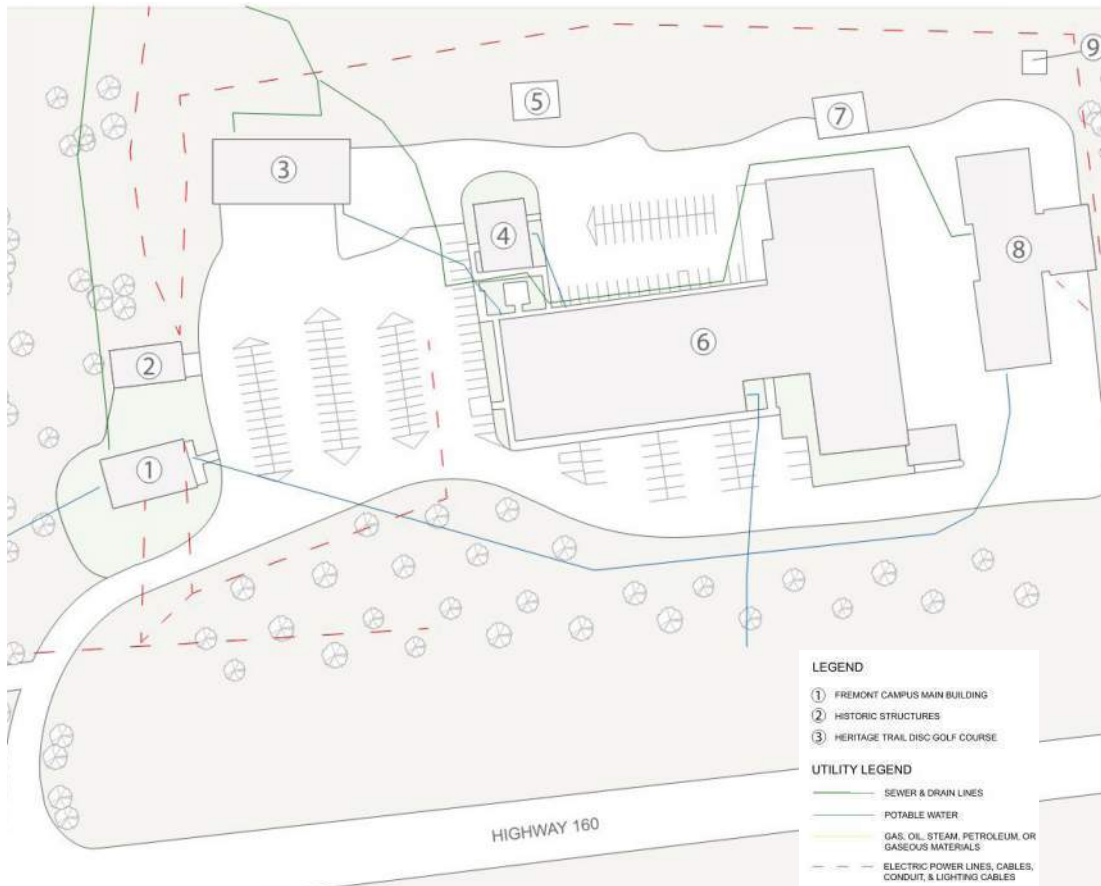 ⑨
⑤
⑦
③
④
⑧
②
⑥
①
LEGEND
① FREMONT CAMPUS MAIN BUILDING
② HISTORIC STRUCTURES
③ HERITAGE TRAIL DISC GOLF COURSE
UTILITY LEGEND
SEWER & DRAIN LINES
POTABLE WATER
GAS, OIL, STEAM, PETROLEUM, OR
GASEOUS MATERIALS
ELECTRIC POWER LINES, CABLES,
CONDUIT, & LIGHTING CABLES
HIGHWAY 160